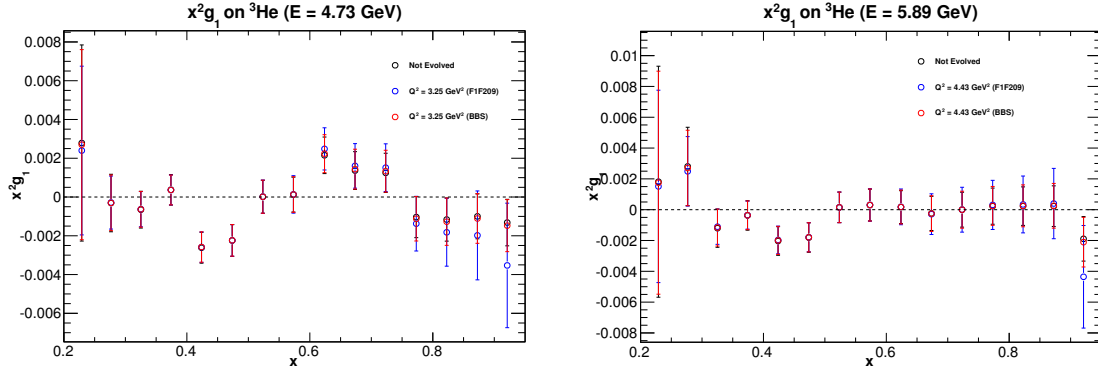 x²g₁ on ³He (E = 4.73 GeV)
0.008
0.006
0.004
0.002
0
-0.002
-0.004
-0.006
x²g₁
Not Evolved
Q² = 3.25 GeV² (F1F209)
Q² = 3.25 GeV² (BBS)
0.2 0.4 0.6 0.8
x
x²g₁ on ³He (E = 5.89 GeV)
0.01
0.008
0.006
0.004
0.002
0
-0.002
-0.004
-0.006
-0.008
x²g₁
Not Evolved
Q² = 4.43 GeV² (F1F209)
Q² = 4.43 GeV² (BBS)
0.2 0.4 0.6 0.8
x